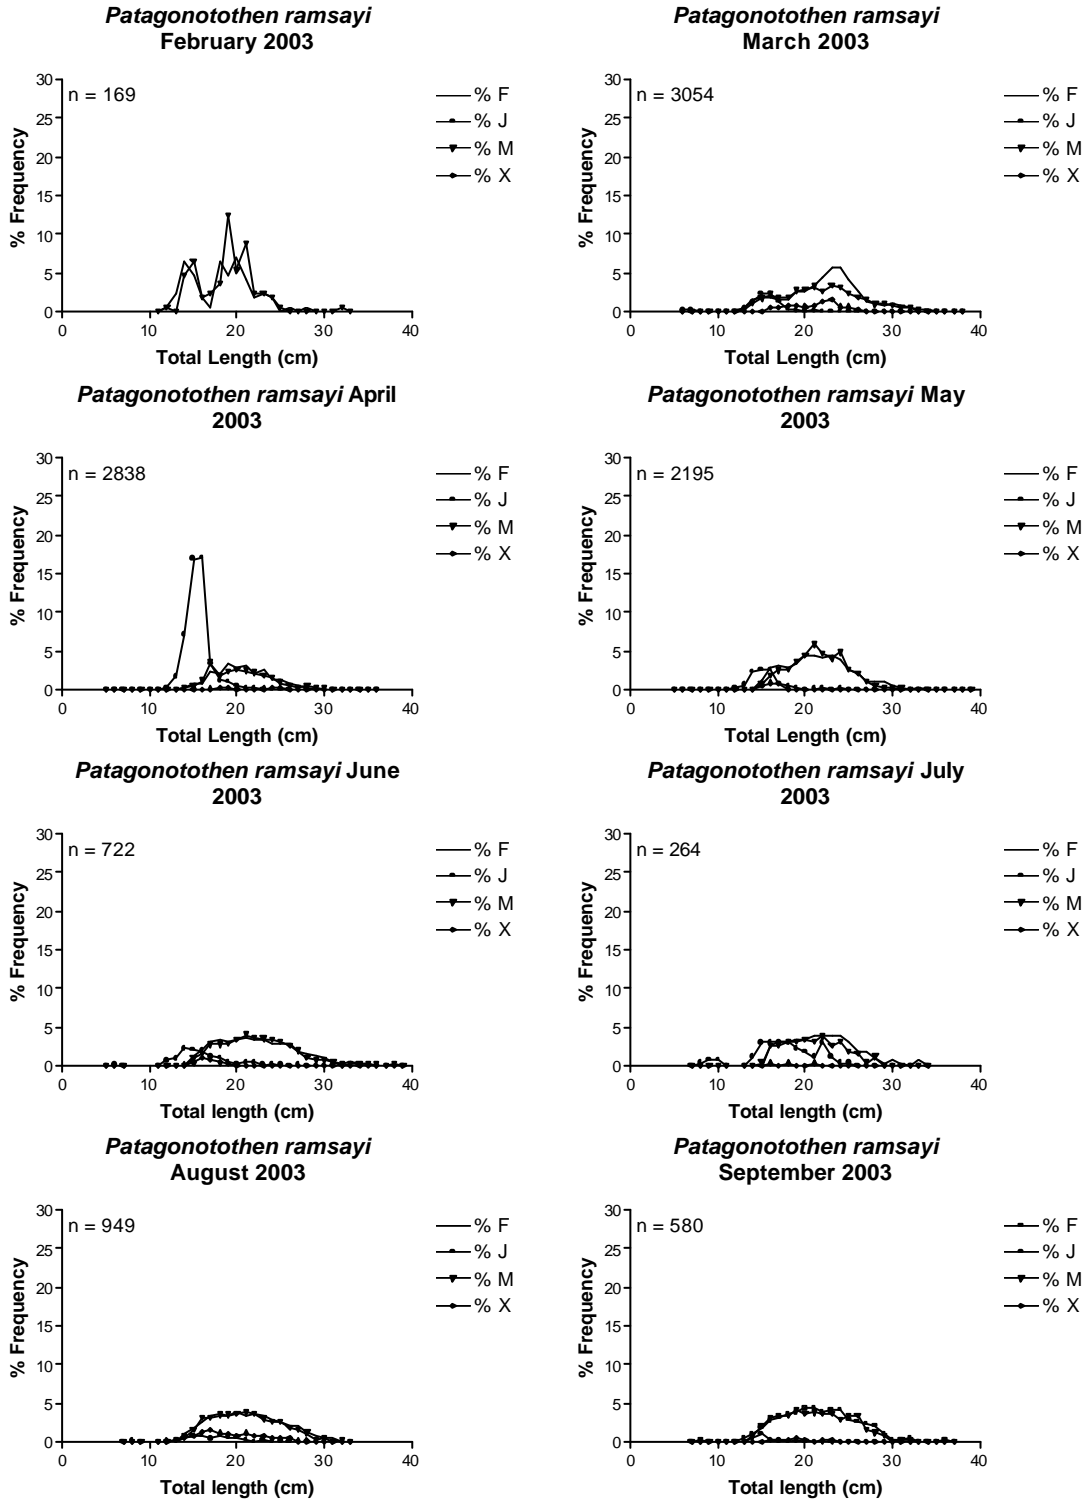 Patagonotothen ramsayi
February 2003
30
25
20
15
10
5
0
% Frequency
n = 169
% F
% J
% M
% X
0 10 20 30 40
Total Length (cm)
Patagonotothen ramsayi
March 2003
30
25
20
15
10
5
0
% Frequency
n = 3054
% F
% J
% M
% X
0 10 20 30 40
Total Length (cm)
Patagonotothen ramsayi April
2003
30
25
20
15
10
5
0
% Frequency
n = 2838
% F
% J
% M
% X
0 10 20 30 40
Total Length (cm)
Patagonotothen ramsayi May
2003
30
25
20
15
10
5
0
% Frequency
n = 2195
% F
% J
% M
% X
0 10 20 30 40
Total Length (cm)
Patagonotothen ramsayi June
2003
30
25
20
15
10
5
0
% Frequency
n = 722
% F
% J
% M
% X
0 10 20 30 40
Total length (cm)
Patagonotothen ramsayi July
2003
30
25
20
15
10
5
0
% Frequency
n = 264
% F
% J
% M
% X
0 10 20 30 40
Total length (cm)
Patagonotothen ramsayi
August 2003
30
25
20
15
10
5
0
% Frequency
n = 949
% F
% J
% M
% X
0 10 20 30 40
Total length (cm)
Patagonotothen ramsayi
September 2003
30
25
20
15
10
5
0
% Frequency
n = 580
% F
% J
% M
% X
0 10 20 30 40
Total length (cm)